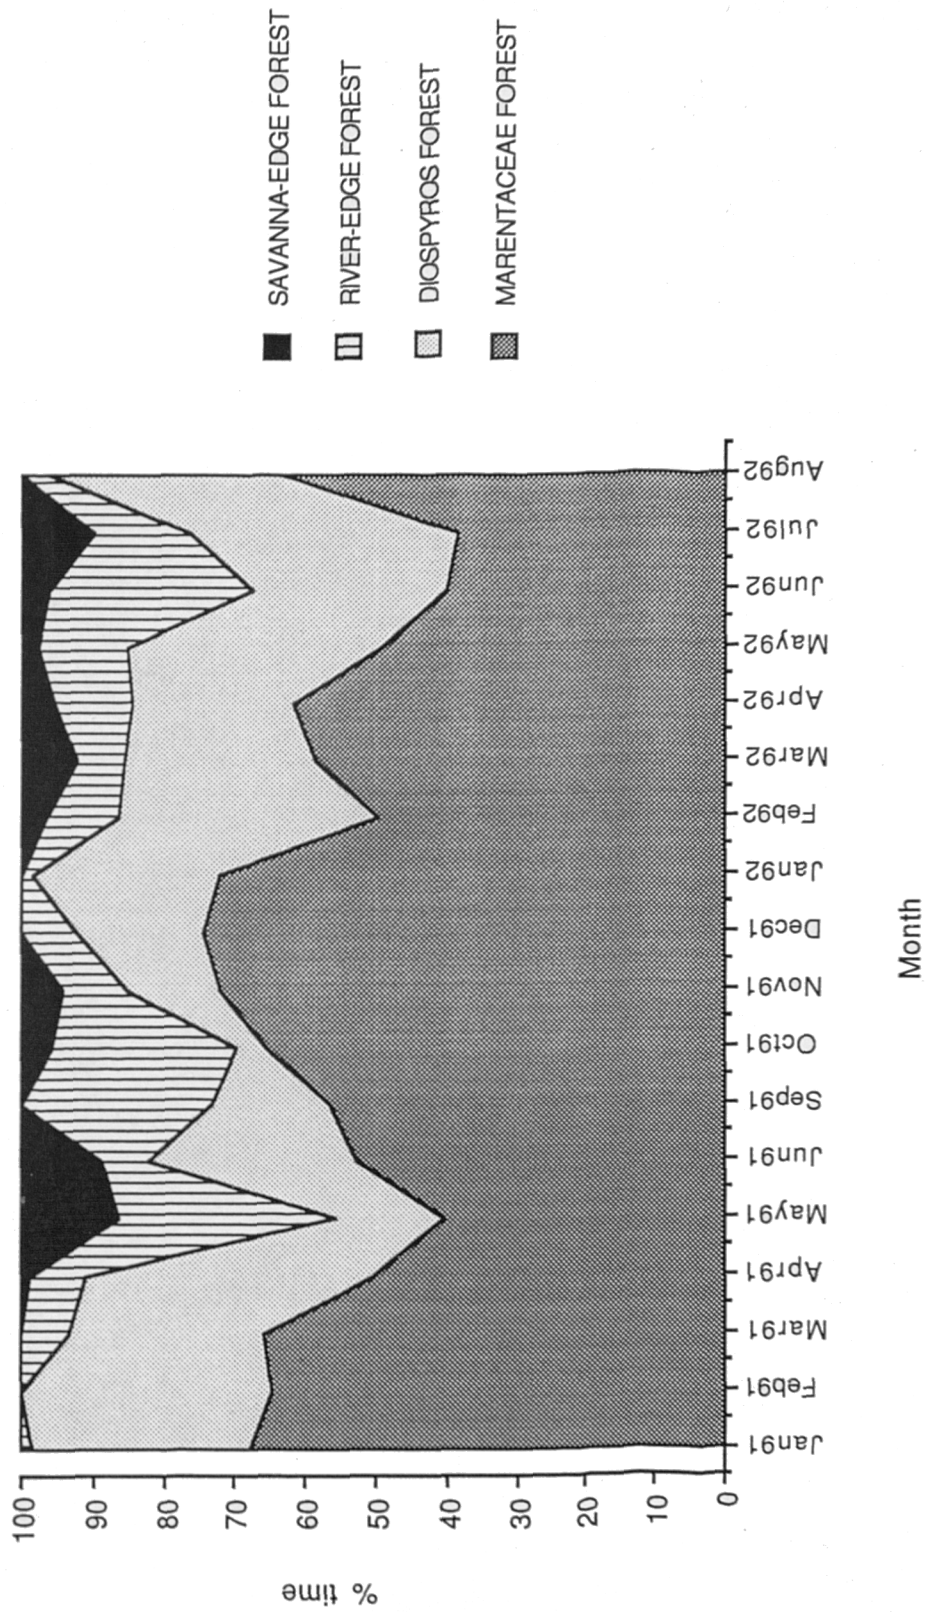 % time
100
90
80
70
60
50
40
30
20
10
0
Jan91
Feb91
Mar91
Apr91
May91
Jun91
Sep91
Oct91
Nov91
Dec91
Jan92
Feb92
Mar92
Apr92
May92
Jun92
Jul92
Aug92
Month
SAVANNA-EDGE FOREST
RIVER-EDGE FOREST
DIOSPYROS FOREST
MARENTACEAE FOREST